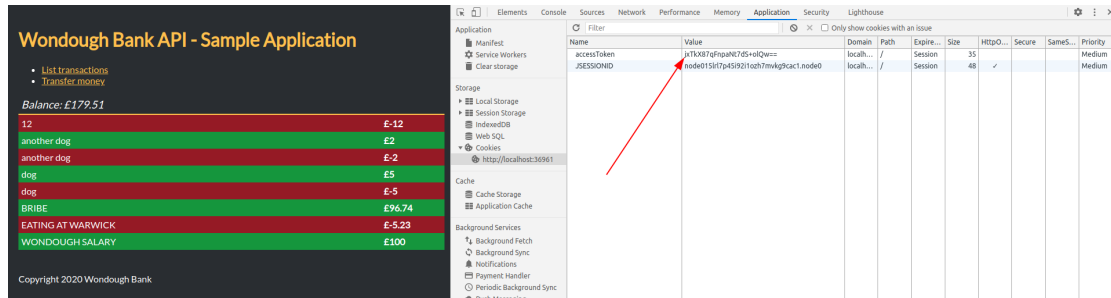 Wondough Bank API - Sample Application
List transactions
Transfer money
Balance: £179.51
12 £-12
another dog £2
another dog £-2
dog £5
dog £-5
BRIBE £96.74
EATING AT WARWICK £-5.23
WONDOUGH SALARY £100
Copyright 2020 Wondough Bank
Elements Console Sources Network Performance Memory Application Security Lighthouse
Application
Manifest
Service Workers
Clear storage
Storage
Local Storage
Session Storage
IndexedDB
Web SQL
Cookies
http://localhost:36961
Cache
Cache Storage
Application Cache
Background Services
Background Fetch
Background Sync
Notifications
Payment Handler
Periodic Background Sync
Filter Only show cookies with an issue
Name Value Domain Path Expire... Size HttpO... Secure SameS... Priority
accessToken localh... / Session 35 Medium
JSESSIONID localh... / Session 48 ✓ Medium